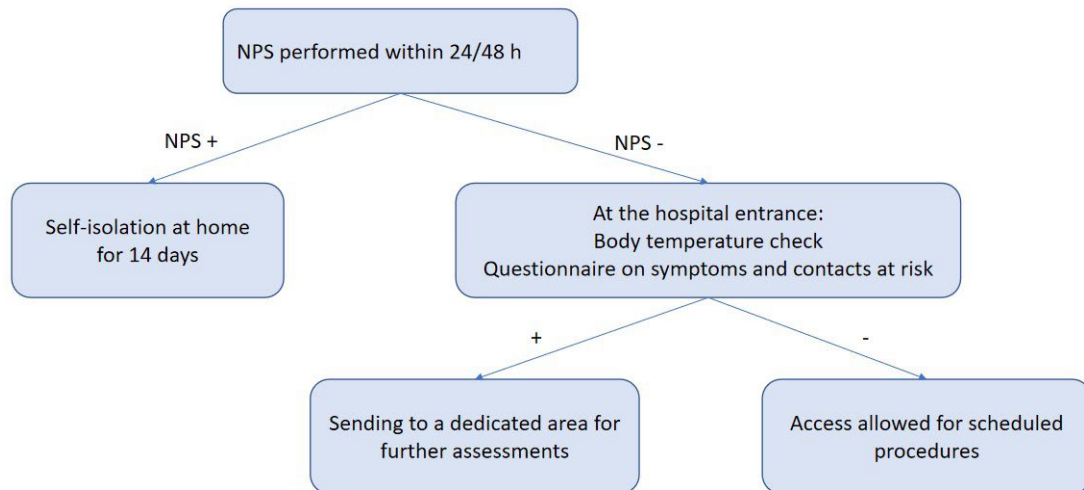 NPS performed within 24/48 h
NPS +
NPS -
Self-isolation at home
for 14 days
At the hospital entrance:
Body temperature check
Questionnaire on symptoms and contacts at risk
+
-
Sending to a dedicated area for
further assessments
Access allowed for scheduled
procedures